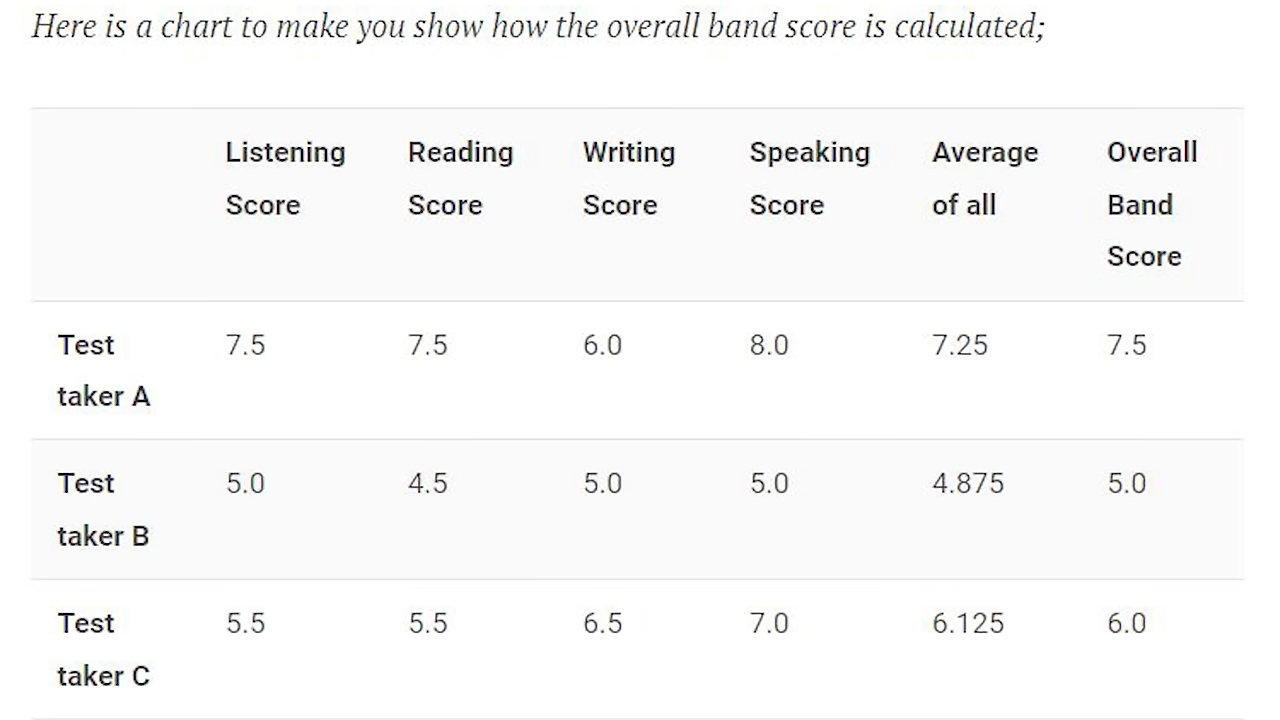 Here is a chart to make you show how the overall band score is calculated;
Listening Reading Writing Speaking Average Overall
Score Score Score Score of all Band
Score
Test 7.5 7.5 6.0 8.0 7.25 7.5
taker A
Test 5.0 4.5 5.0 5.0 4.875 5.0
taker B
Test 5.5 5.5 6.5 7.0 6.125 6.0
taker C